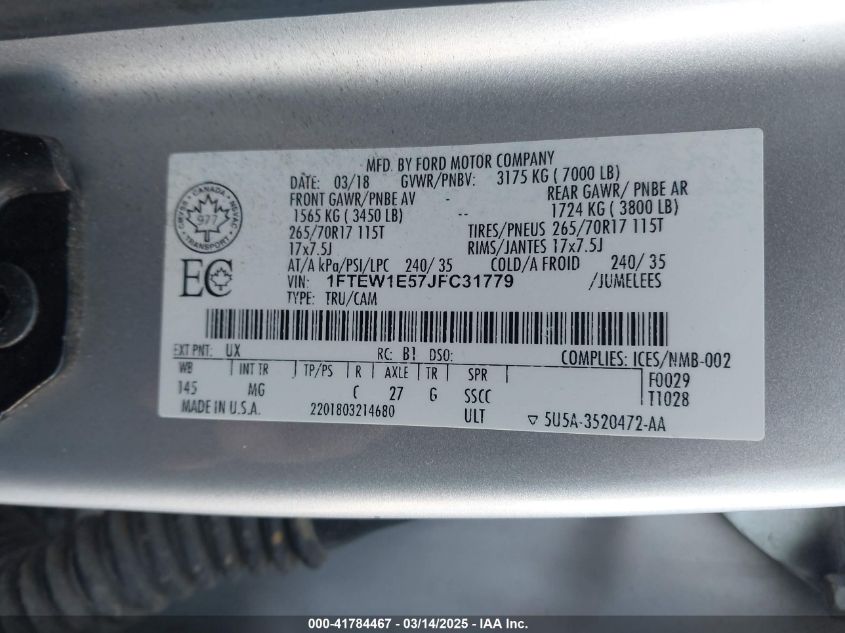 MFD. BY FORD MOTOR COMPANY
DATE: 03/18 GVWR/PNBV: 3175 KG ( 7000 LB)
FRONT GAWR/PNBE AV REAR GAWR/ PNBE AR
1565 KG ( 3450 LB) -- 1724 KG ( 3800 LB)
265/70R17 115T TIRES/PNEUS 265/70R17 115T
17x7.5J RIMS/JANTES 17x7.5J
AT/A kPa/PSI/LPC 240/ 35 COLD/A FROID 240/ 35
VIN: 1FTEW1E57JFC31779 /JUMELEES
TYPE: TRU/CAM
CANADA
977
TRANSPORT
EC
EXT PNT: UX RC: B1 DSO: COMPLIES: ICES/NMB-002
WB INT TR TP/PS R AXLE TR SPR F0029
145 MG C 27 G SSCC T1028
MADE IN U.S.A. 2201803214680 ULT ▽ 5U5A-3520472-AA
000-41784467 - 03/14/2025 - IAA Inc.